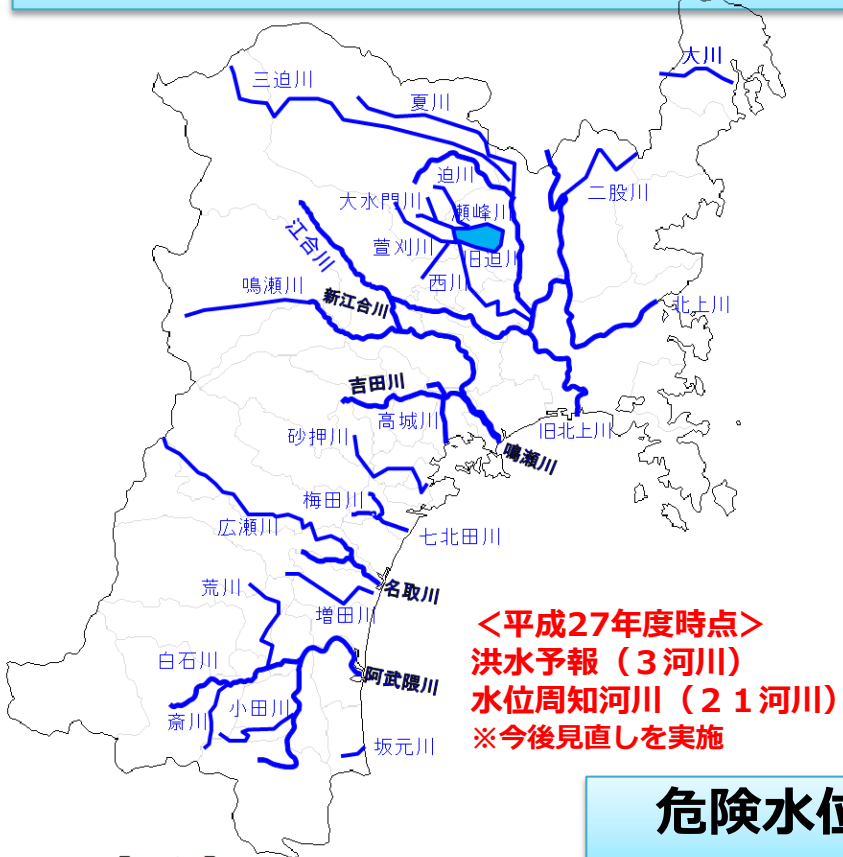 大川
三迫川
夏川
迫川
二股川
大水門川
瀬峰川
江合川
萱刈川
旧迫川
西川
鳴瀬川
新江合川
北上川
吉田川
高城川
旧北上川
砂押川
鳴瀬川
梅田川
広瀬川
七北田川
荒川
名取川
増田川
<平成27年度時点>
洪水予報（３河川）
白石川
阿武隈川
水位周知河川（２１河川）
斎川
小田川
坂元川
※今後見直しを実施
危険水位